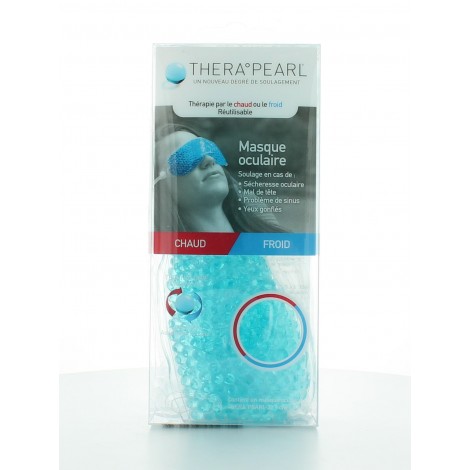 THERA°PEARL
UN NOUVEAU DEGRÉ DE SOULAGEMENT
Thérapie par le chaud ou le froid
Réutilisable
Masque
oculaire
Soulage en cas de :
• Sécheresse oculaire
• Mal de tête
• Problème de sinus
• Yeux gonflés
CHAUD
FROID